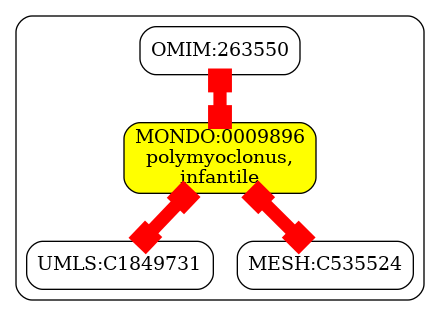 OMIM:263550
MONDO:0009896
polymyoclonus,
infantile
UMLS:C1849731
MESH:C535524